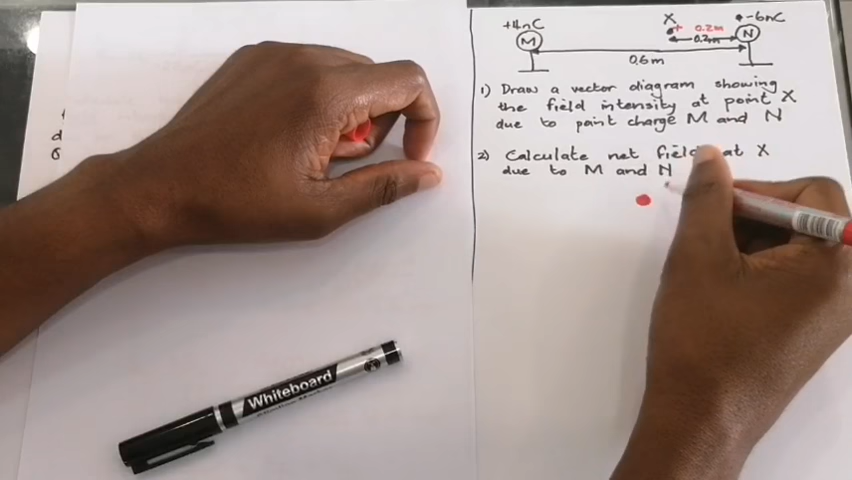 +4nC X -6nC
M + 0.2m N
0.2m
0.6m
1) Draw a vector diagram showing
the field intensity at point X
due to point charge M and N
2) Calculate net field at X
due to M and N
Whiteboard